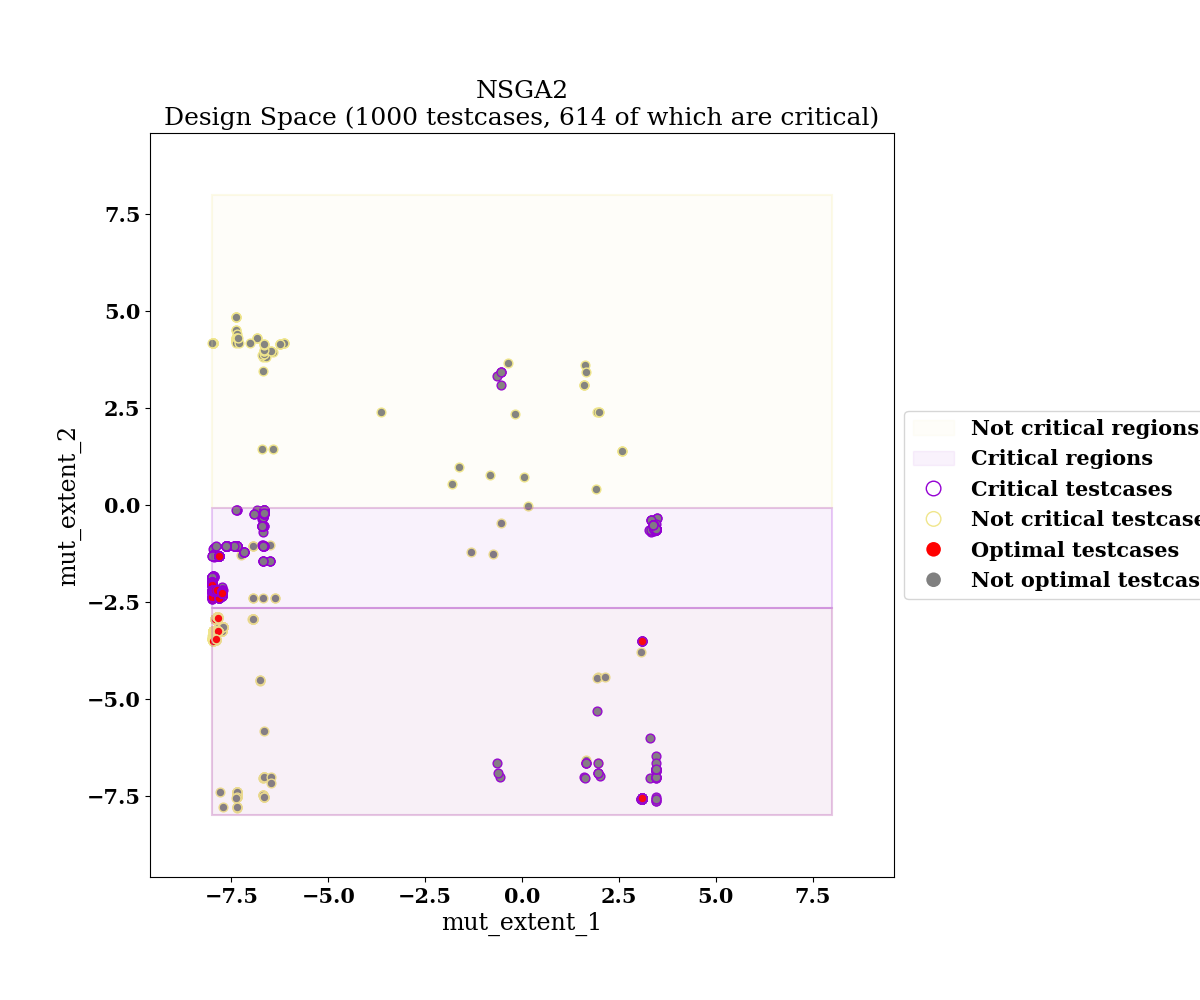 NSGA2
Design Space (1000 testcases, 614 of which are critical)
7.5
5.0
2.5
0.0
−2.5
−5.0
−7.5
mut_extent_2
−7.5
−5.0
−2.5
0.0
2.5
5.0
7.5
mut_extent_1
Not critical regions
Critical regions
Critical testcases
Not critical testcase
Optimal testcases
Not optimal testcas